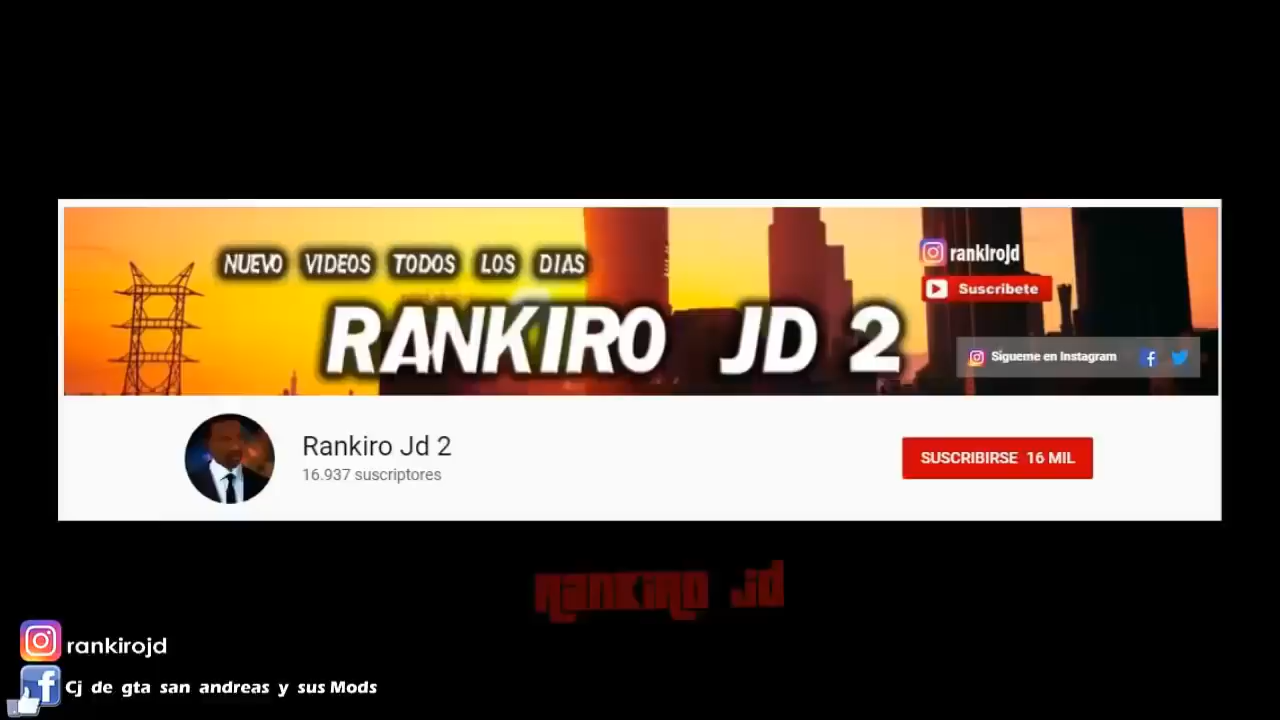 NUEVO VIDEOS TODOS LOS DIAS
RANKIRO JD 2
rankirojd
Suscribete
Sígueme en Instagram
Rankiro Jd 2
16.937 suscriptores
SUSCRIBIRSE 16 MIL
Rankiro Jd
rankirojd
Cj de gta san andreas y sus Mods